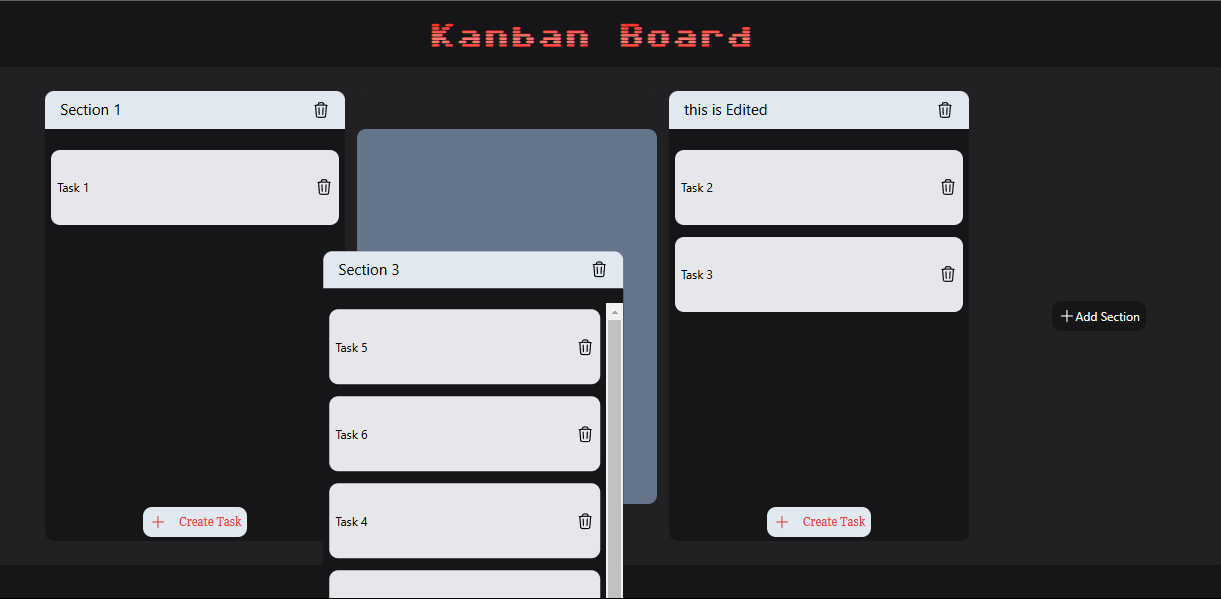 Kanban Board
Section 1
Task 1
+ Create Task
Section 3
Task 5
Task 6
Task 4
this is Edited
Task 2
Task 3
+ Create Task
+ Add Section